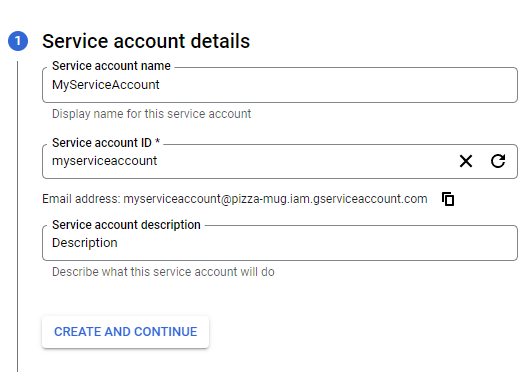 1 Service account details
Service account name
MyServiceAccount
Display name for this service account
Service account ID *
myserviceaccount
Email address: myserviceaccount@pizza-mug.iam.gserviceaccount.com
Service account description
Description
Describe what this service account will do
CREATE AND CONTINUE